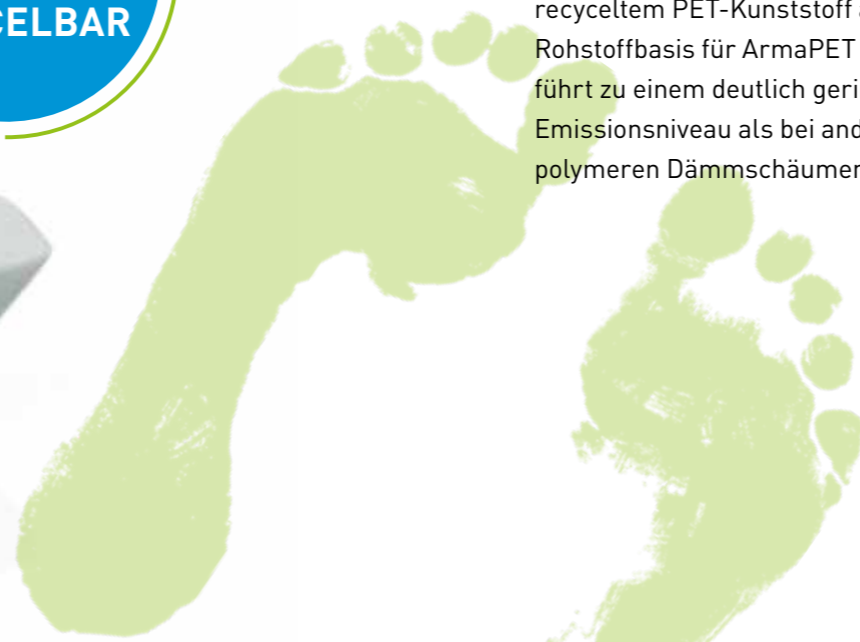 CELBAR
recyceltem PET-Kunststoff
Rohstoffbasis für ArmaPET
führt zu einem deutlich geri
Emissionsniveau als bei and
polymeren Dämmschäumen